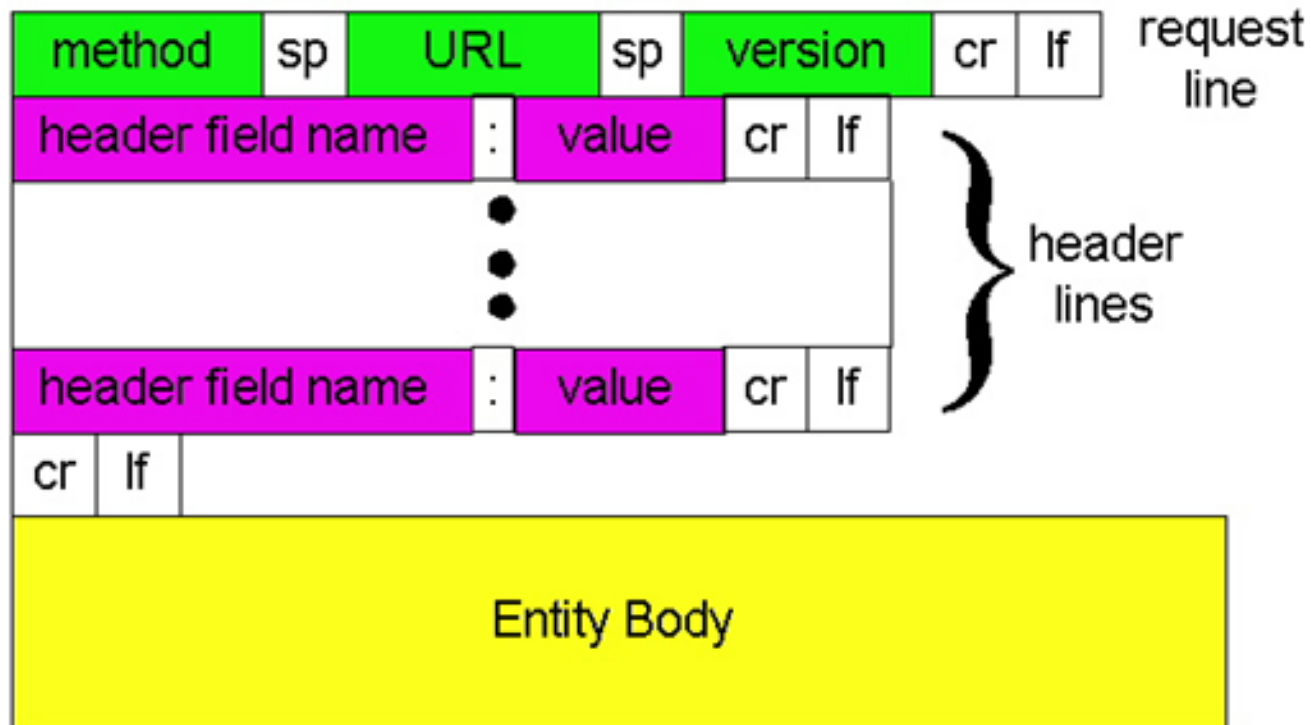 method sp URL sp version cr lf request line
header field name : value cr lf
header lines
header field name : value cr lf
cr lf
Entity Body